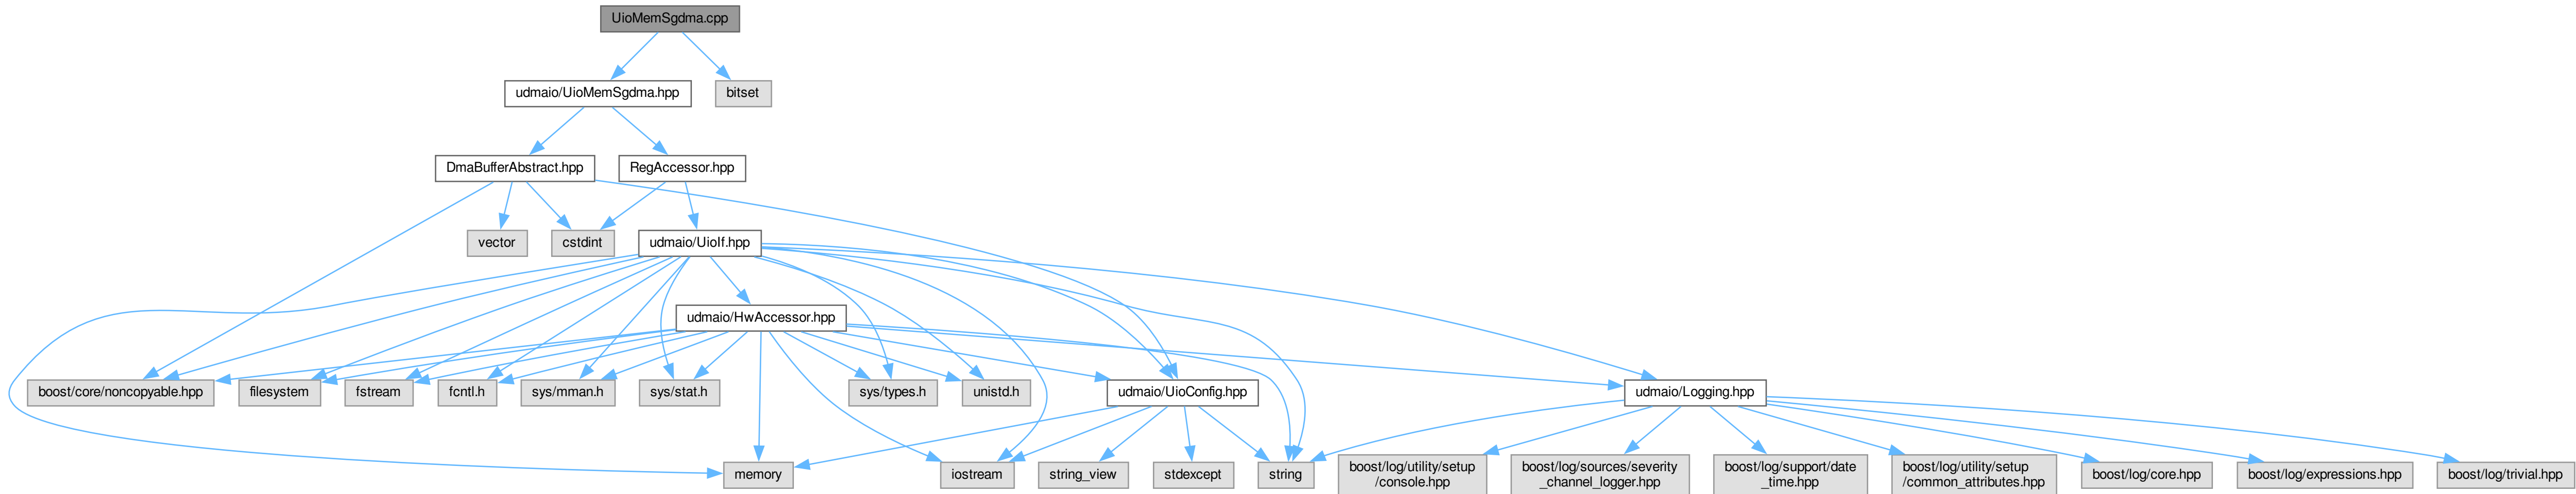 UioMemSgdma.cpp
udmaio/UioMemSgdma.hpp
bitset
DmaBufferAbstract.hpp
RegAccessor.hpp
vector
cstdint
udmaio/UioIf.hpp
udmaio/HwAccessor.hpp
boost/core/noncopyable.hpp
filesystem
fstream
fcntl.h
sys/mman.h
sys/stat.h
sys/types.h
unistd.h
udmaio/UioConfig.hpp
udmaio/Logging.hpp
memory
iostream
string_view
stdexcept
string
boost/log/utility/setup
/console.hpp
boost/log/sources/severity
_channel_logger.hpp
boost/log/support/date
_time.hpp
boost/log/utility/setup
/common_attributes.hpp
boost/log/core.hpp
boost/log/expressions.hpp
boost/log/trivial.hpp